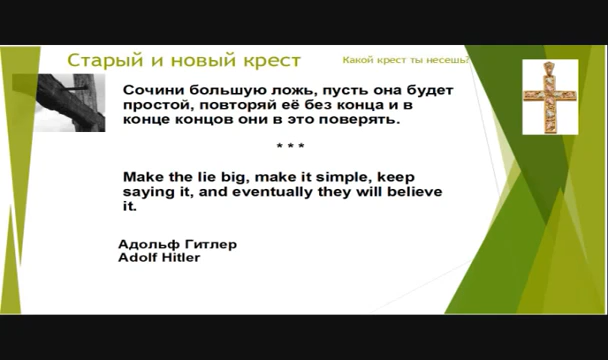 Старый и новый крест
Какой крест ты несешь?
Сочини большую ложь, пусть она будет
простой, повторяй её без конца и в
конце концов они в это поверять.
* * *
Make the lie big, make it simple, keep
saying it, and eventually they will believe
it.
Адольф Гитлер
Adolf Hitler